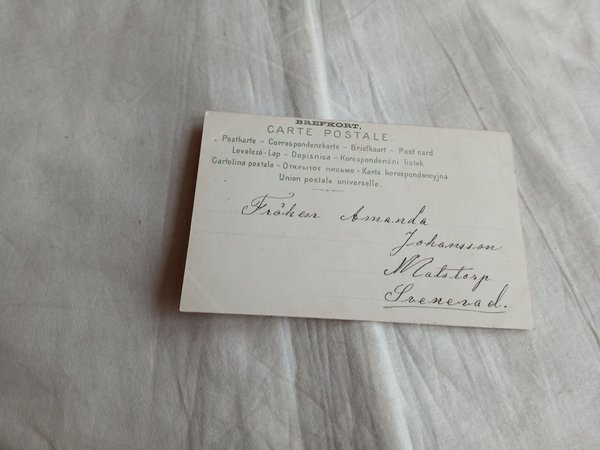 BREFKORT.
CARTE POSTALE.
Postkarte – Correspondenzkarte – Briefkaart – Post card
Levelező-Lap – Dopisnica – Korespondenční lístek
Cartolina postale – Открытое письмо – Karta korespondencyjna
Union postale universelle.
Fröken Amanda
Johansson
Matstorp
Svenevad.